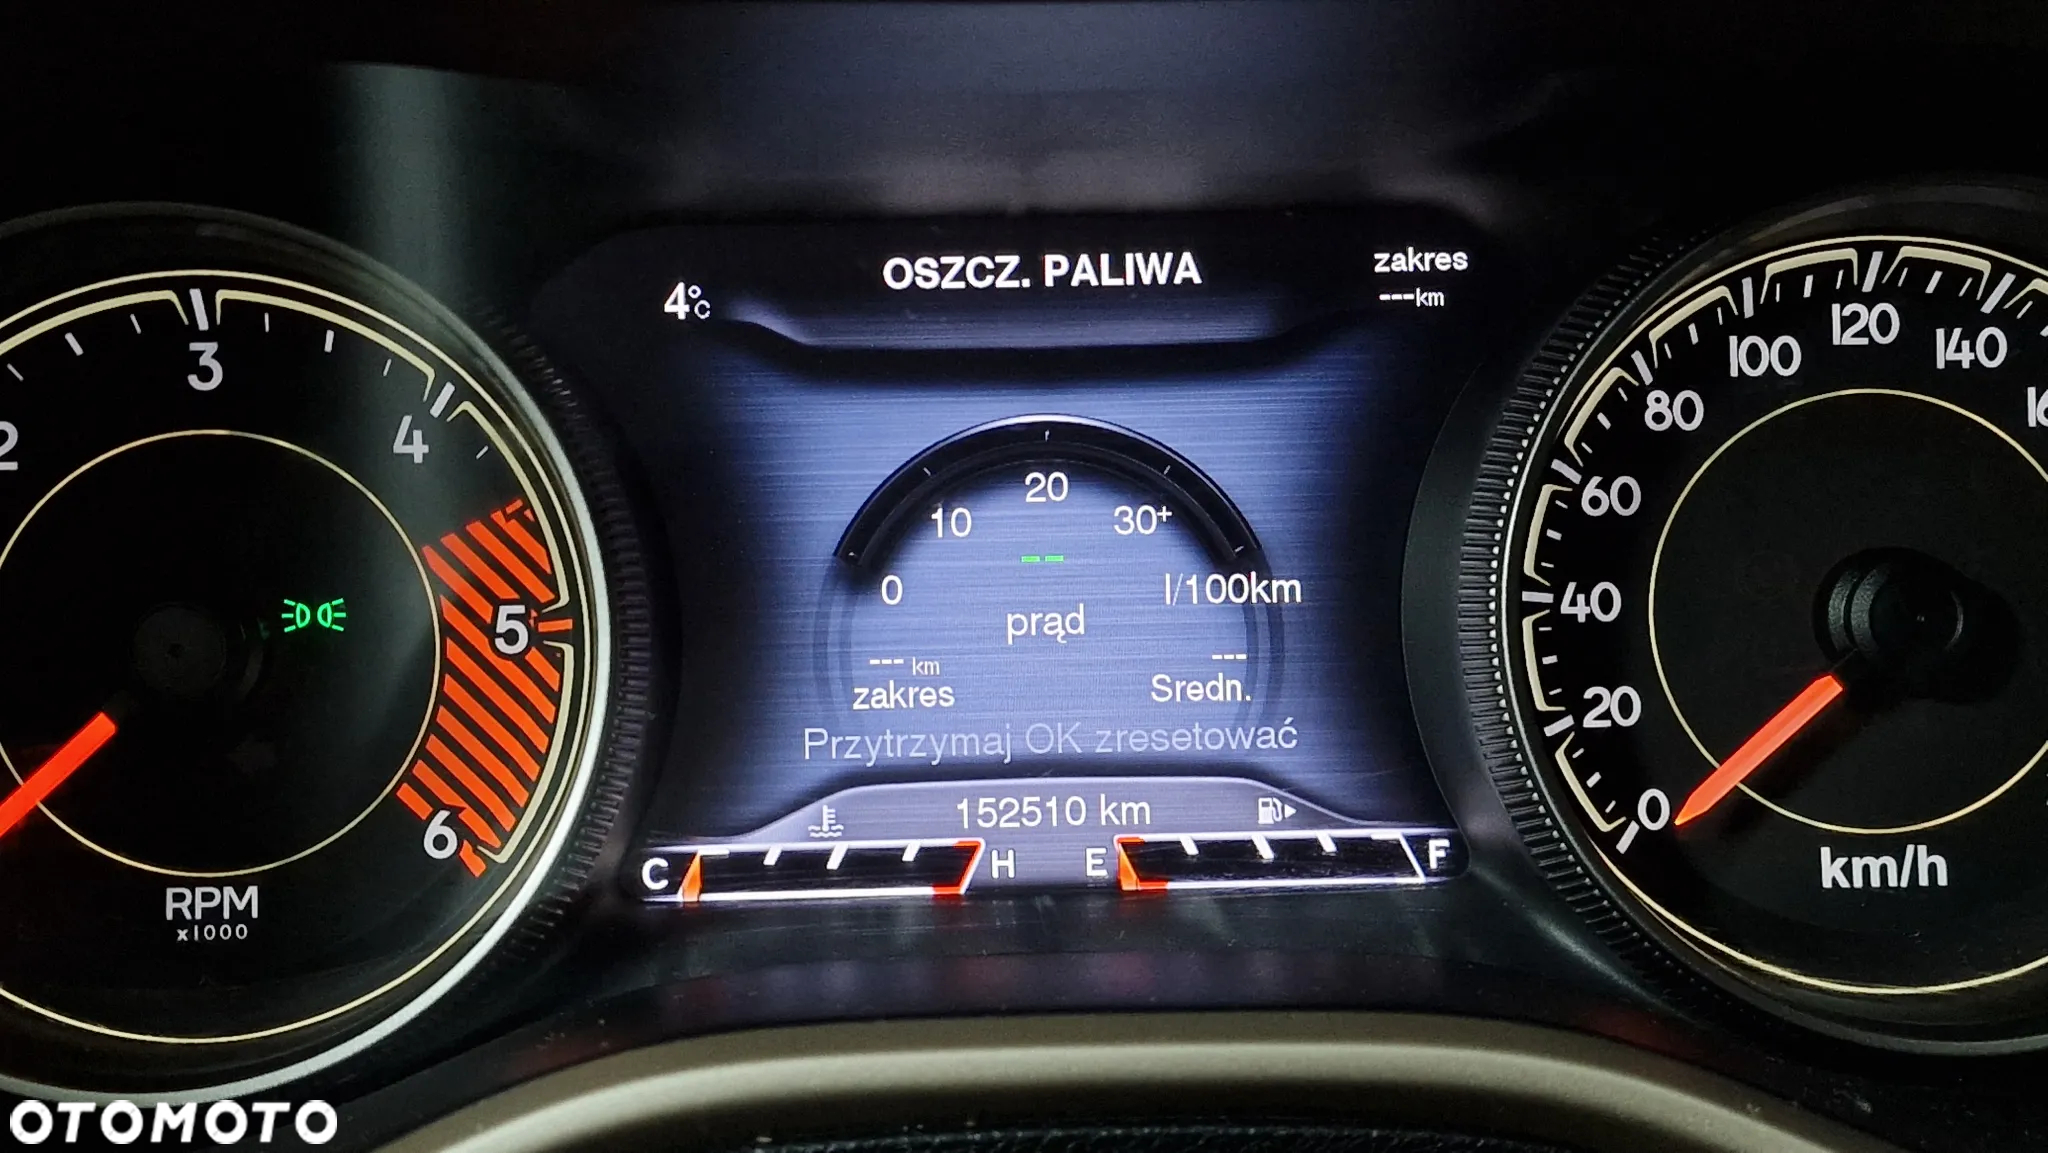 OSZCZ. PALIWA
zakres
4°C
---km
2
3
4
5
6
RPM
x1000
0
10
20
30+
--
l/100km
prąd
--- km
zakres
---
Sredn.
Przytrzymaj OK zresetować
152510 km
C
H
E
F
0
20
40
60
80
100
120
140
km/h
OTOMOTO